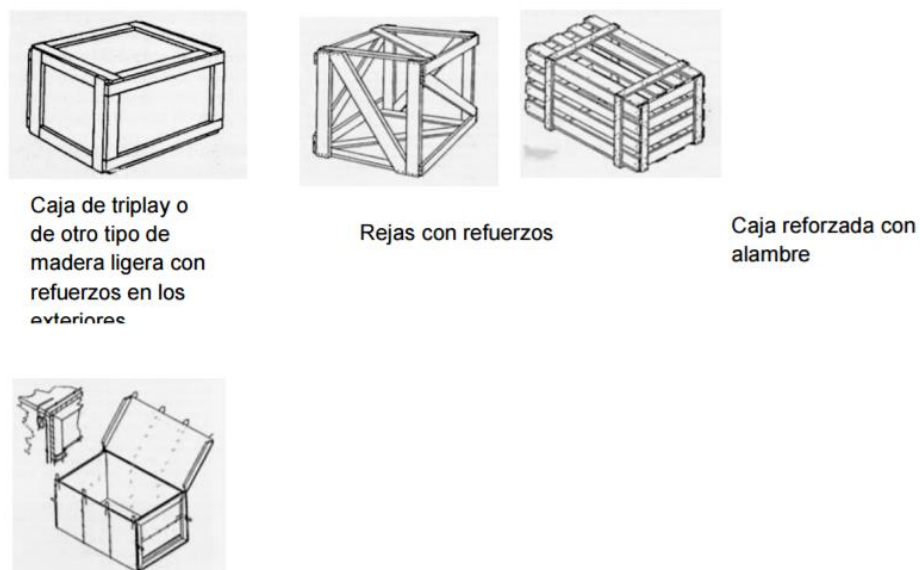 Caja de triplay o
de otro tipo de
madera ligera con
refuerzos en los
exteriores
Rejas con refuerzos
Caja reforzada con
alambre